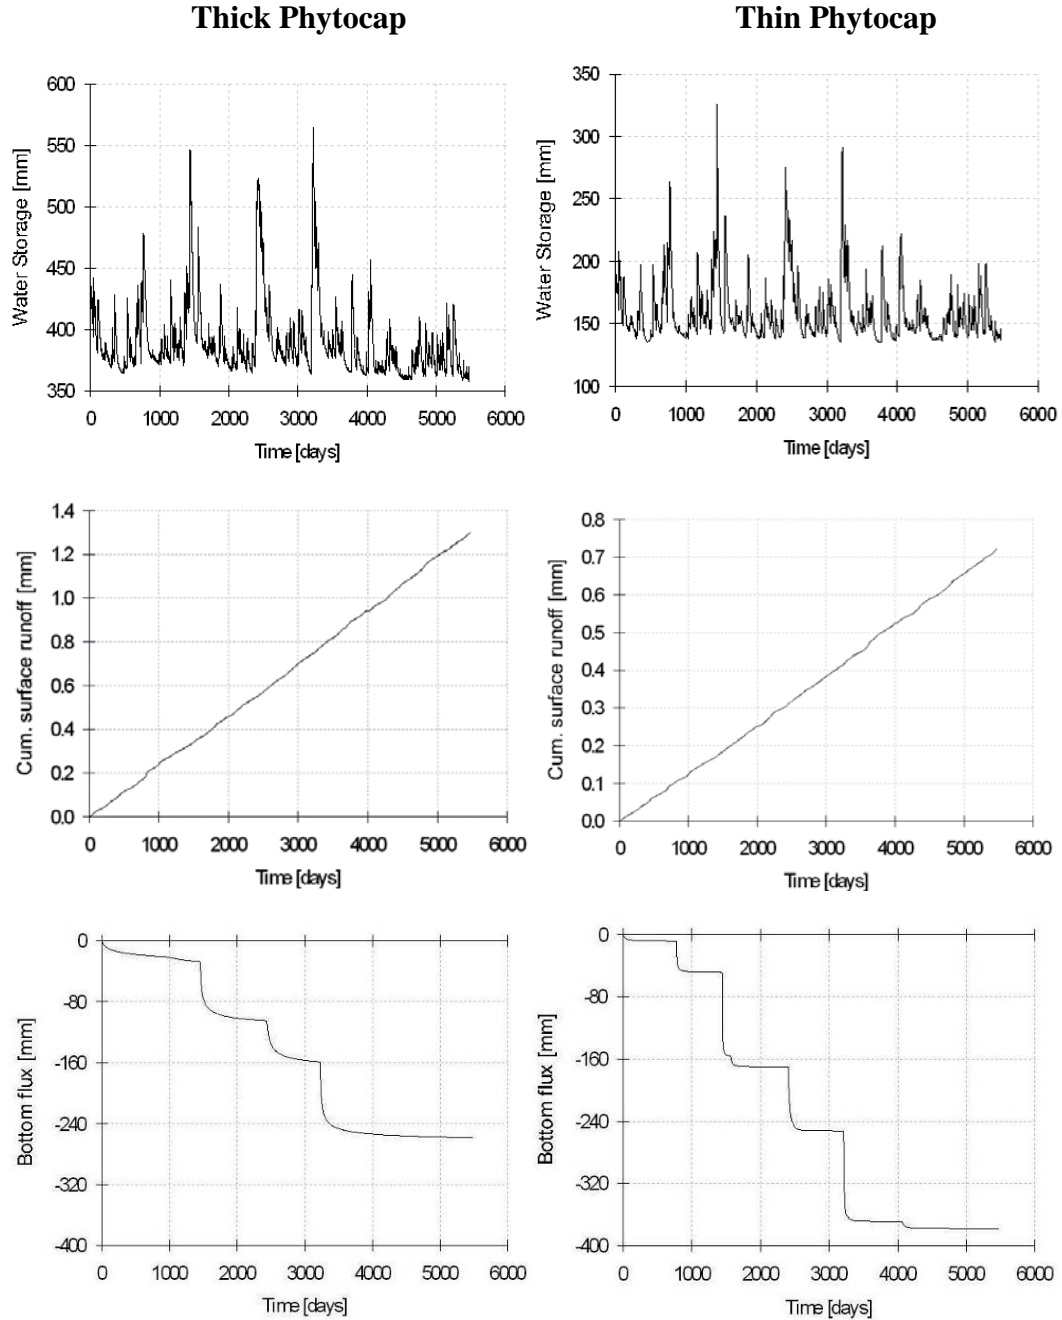 Thick Phytocap
Thin Phytocap
Water Storage [mm]
600
550
500
450
400
350
0 1000 2000 3000 4000 5000 6000
Time [days]
Water Storage [mm]
350
300
250
200
150
100
0 1000 2000 3000 4000 5000 6000
Time [days]
Cum. surface runoff [mm]
1.4
1.2
1.0
0.8
0.6
0.4
0.2
0.0
0 1000 2000 3000 4000 5000 6000
Time [days]
Cum. surface runoff [mm]
0.8
0.7
0.6
0.5
0.4
0.3
0.2
0.1
0.0
0 1000 2000 3000 4000 5000 6000
Time [days]
Bottom flux [mm]
0
-80
-160
-240
-320
-400
0 1000 2000 3000 4000 5000 6000
Time [days]
Bottom flux [mm]
0
-80
-160
-240
-320
-400
0 1000 2000 3000 4000 5000 6000
Time [days]